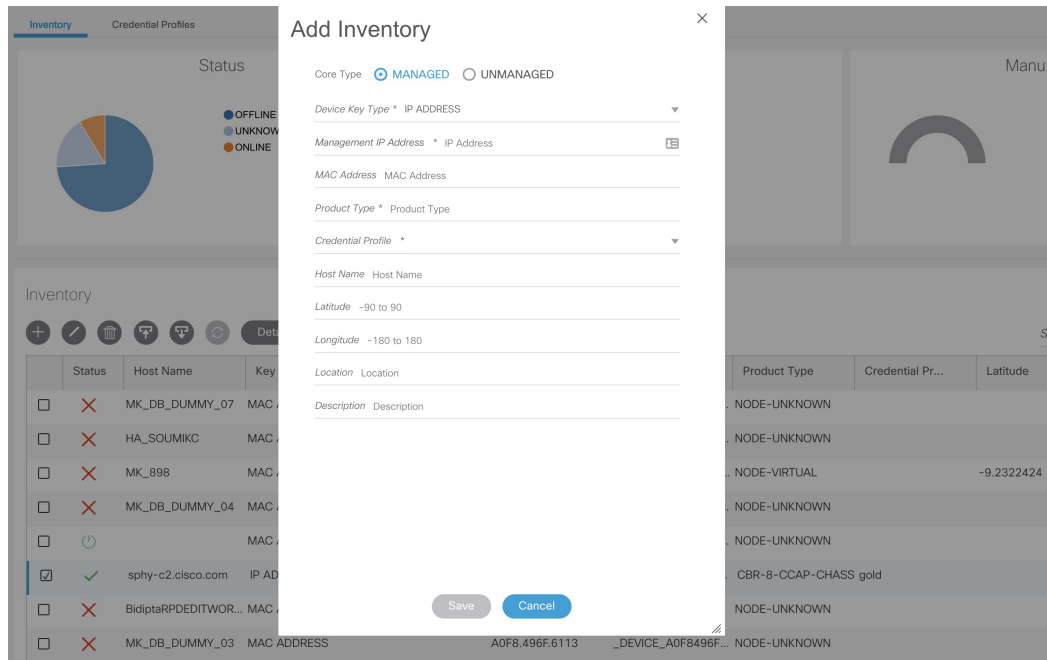 Inventory Credential Profiles
Status
OFFLINE
UNKNOW
ONLINE
Manu
Add Inventory
Core Type MANAGED UNMANAGED
Device Key Type * IP ADDRESS
Management IP Address * IP Address
MAC Address MAC Address
Product Type * Product Type
Credential Profile *
Host Name Host Name
Latitude -90 to 90
Longitude -180 to 180
Location Location
Description Description
Save Cancel
Inventory
Deta S
Status Host Name Key Product Type Credential Pr... Latitude
MK_DB_DUMMY_07 MAC . NODE-UNKNOWN
HA_SOUMIKC MAC . NODE-UNKNOWN
MK_898 MAC .. NODE-VIRTUAL -9.2322424
MK_DB_DUMMY_04 MAC . NODE-UNKNOWN
MAC . NODE-UNKNOWN
sphy-c2.cisco.com IP AD . CBR-8-CCAP-CHASS gold
BidiptaRPDEDITWOR... MAC NODE-UNKNOWN
MK_DB_DUMMY_03 MAC ADDRESS A0F8.496F.6113 _DEVICE_A0F8496F... NODE-UNKNOWN